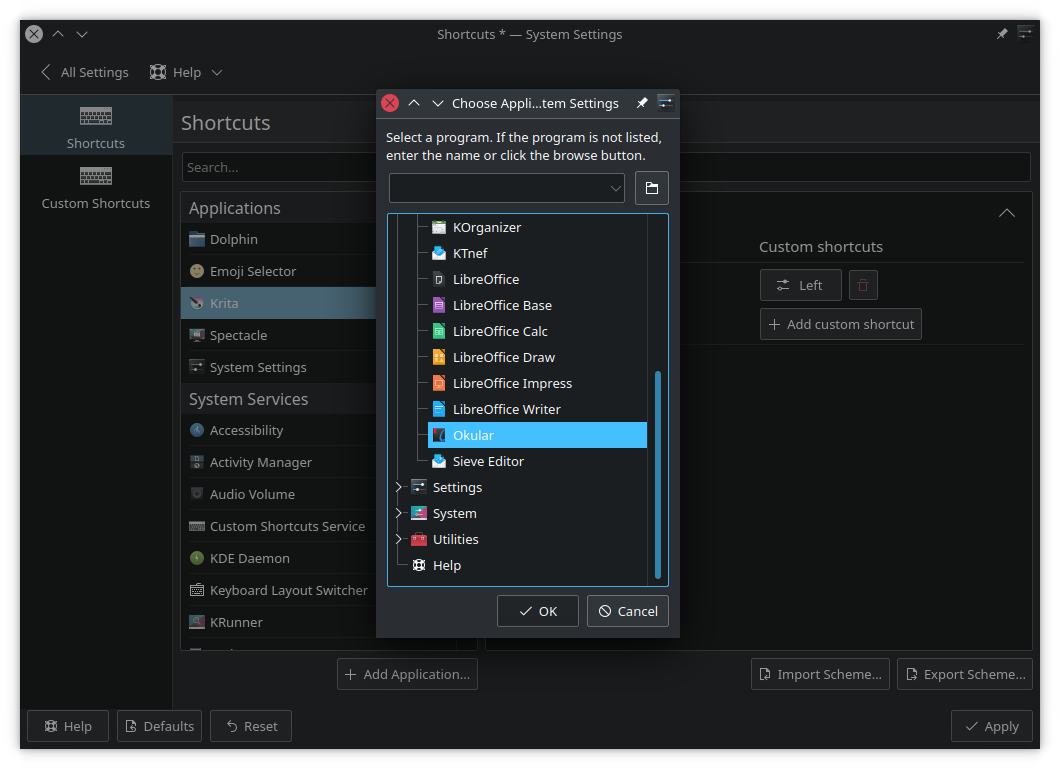 Shortcuts * — System Settings
All Settings
Help
Shortcuts
Custom Shortcuts
Shortcuts
Search...
Applications
Dolphin
Emoji Selector
Krita
Spectacle
System Settings
System Services
Accessibility
Activity Manager
Audio Volume
Custom Shortcuts Service
KDE Daemon
Keyboard Layout Switcher
KRunner
Choose Appli...tem Settings
Select a program. If the program is not listed,
enter the name or click the browse button.
KOrganizer
KTnef
LibreOffice
LibreOffice Base
LibreOffice Calc
LibreOffice Draw
LibreOffice Impress
LibreOffice Writer
Okular
Sieve Editor
Settings
System
Utilities
Help
OK
Cancel
Custom shortcuts
Left
Add custom shortcut
Add Application...
Import Scheme...
Export Scheme...
Help
Defaults
Reset
Apply